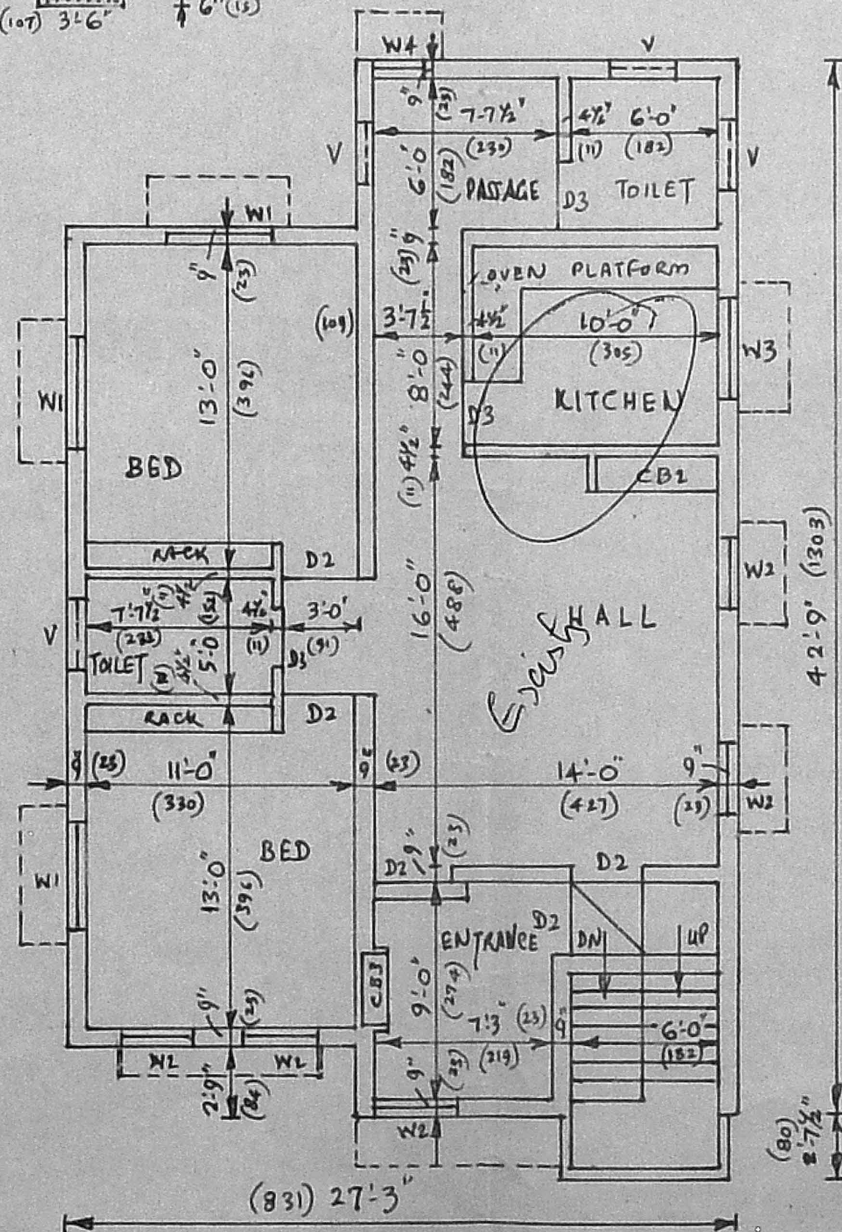 (107) 3'-6" 6" (15)
W4
V
9"
(23)
7'-7½"
(230)
4½"
(11)
6'-0"
(182)
V
V
6'-0"
(182)
PASSAGE
D3
TOILET
W1
9"
(23)
(23) 9"
OVEN PLATFORM
(109)
3'-7½"
4½"
(11)
10'-0"
(305)
W3
W1
13'-0"
(396)
8'-0"
(244)
D3
KITCHEN
BED
(11) 4½"
CB2
RACK
D2
16'-0"
(488)
W2
V
7'-7½"
(232)
4½"
(11)
5'-0"
(152)
4½"
(11)
3'-0"
(91)
HALL
TOILET
4½"
D3
RACK
D2
42'-9" (1303)
9"
(23)
11'-0"
(330)
9"
(23)
14'-0"
(427)
9"
(23)
W2
W1
13'-0"
(396)
BED
D2
9"
(23)
D2
ENTRANCE
D2
DN
UP
CB3
9'-0"
(274)
7'-3"
(219)
(23)
9"
6'-0"
(182)
9"
(23)
W2
W2
2'-9"
(84)
9"
(23)
W2
(80)
2'-7½"
(831) 27'-3"